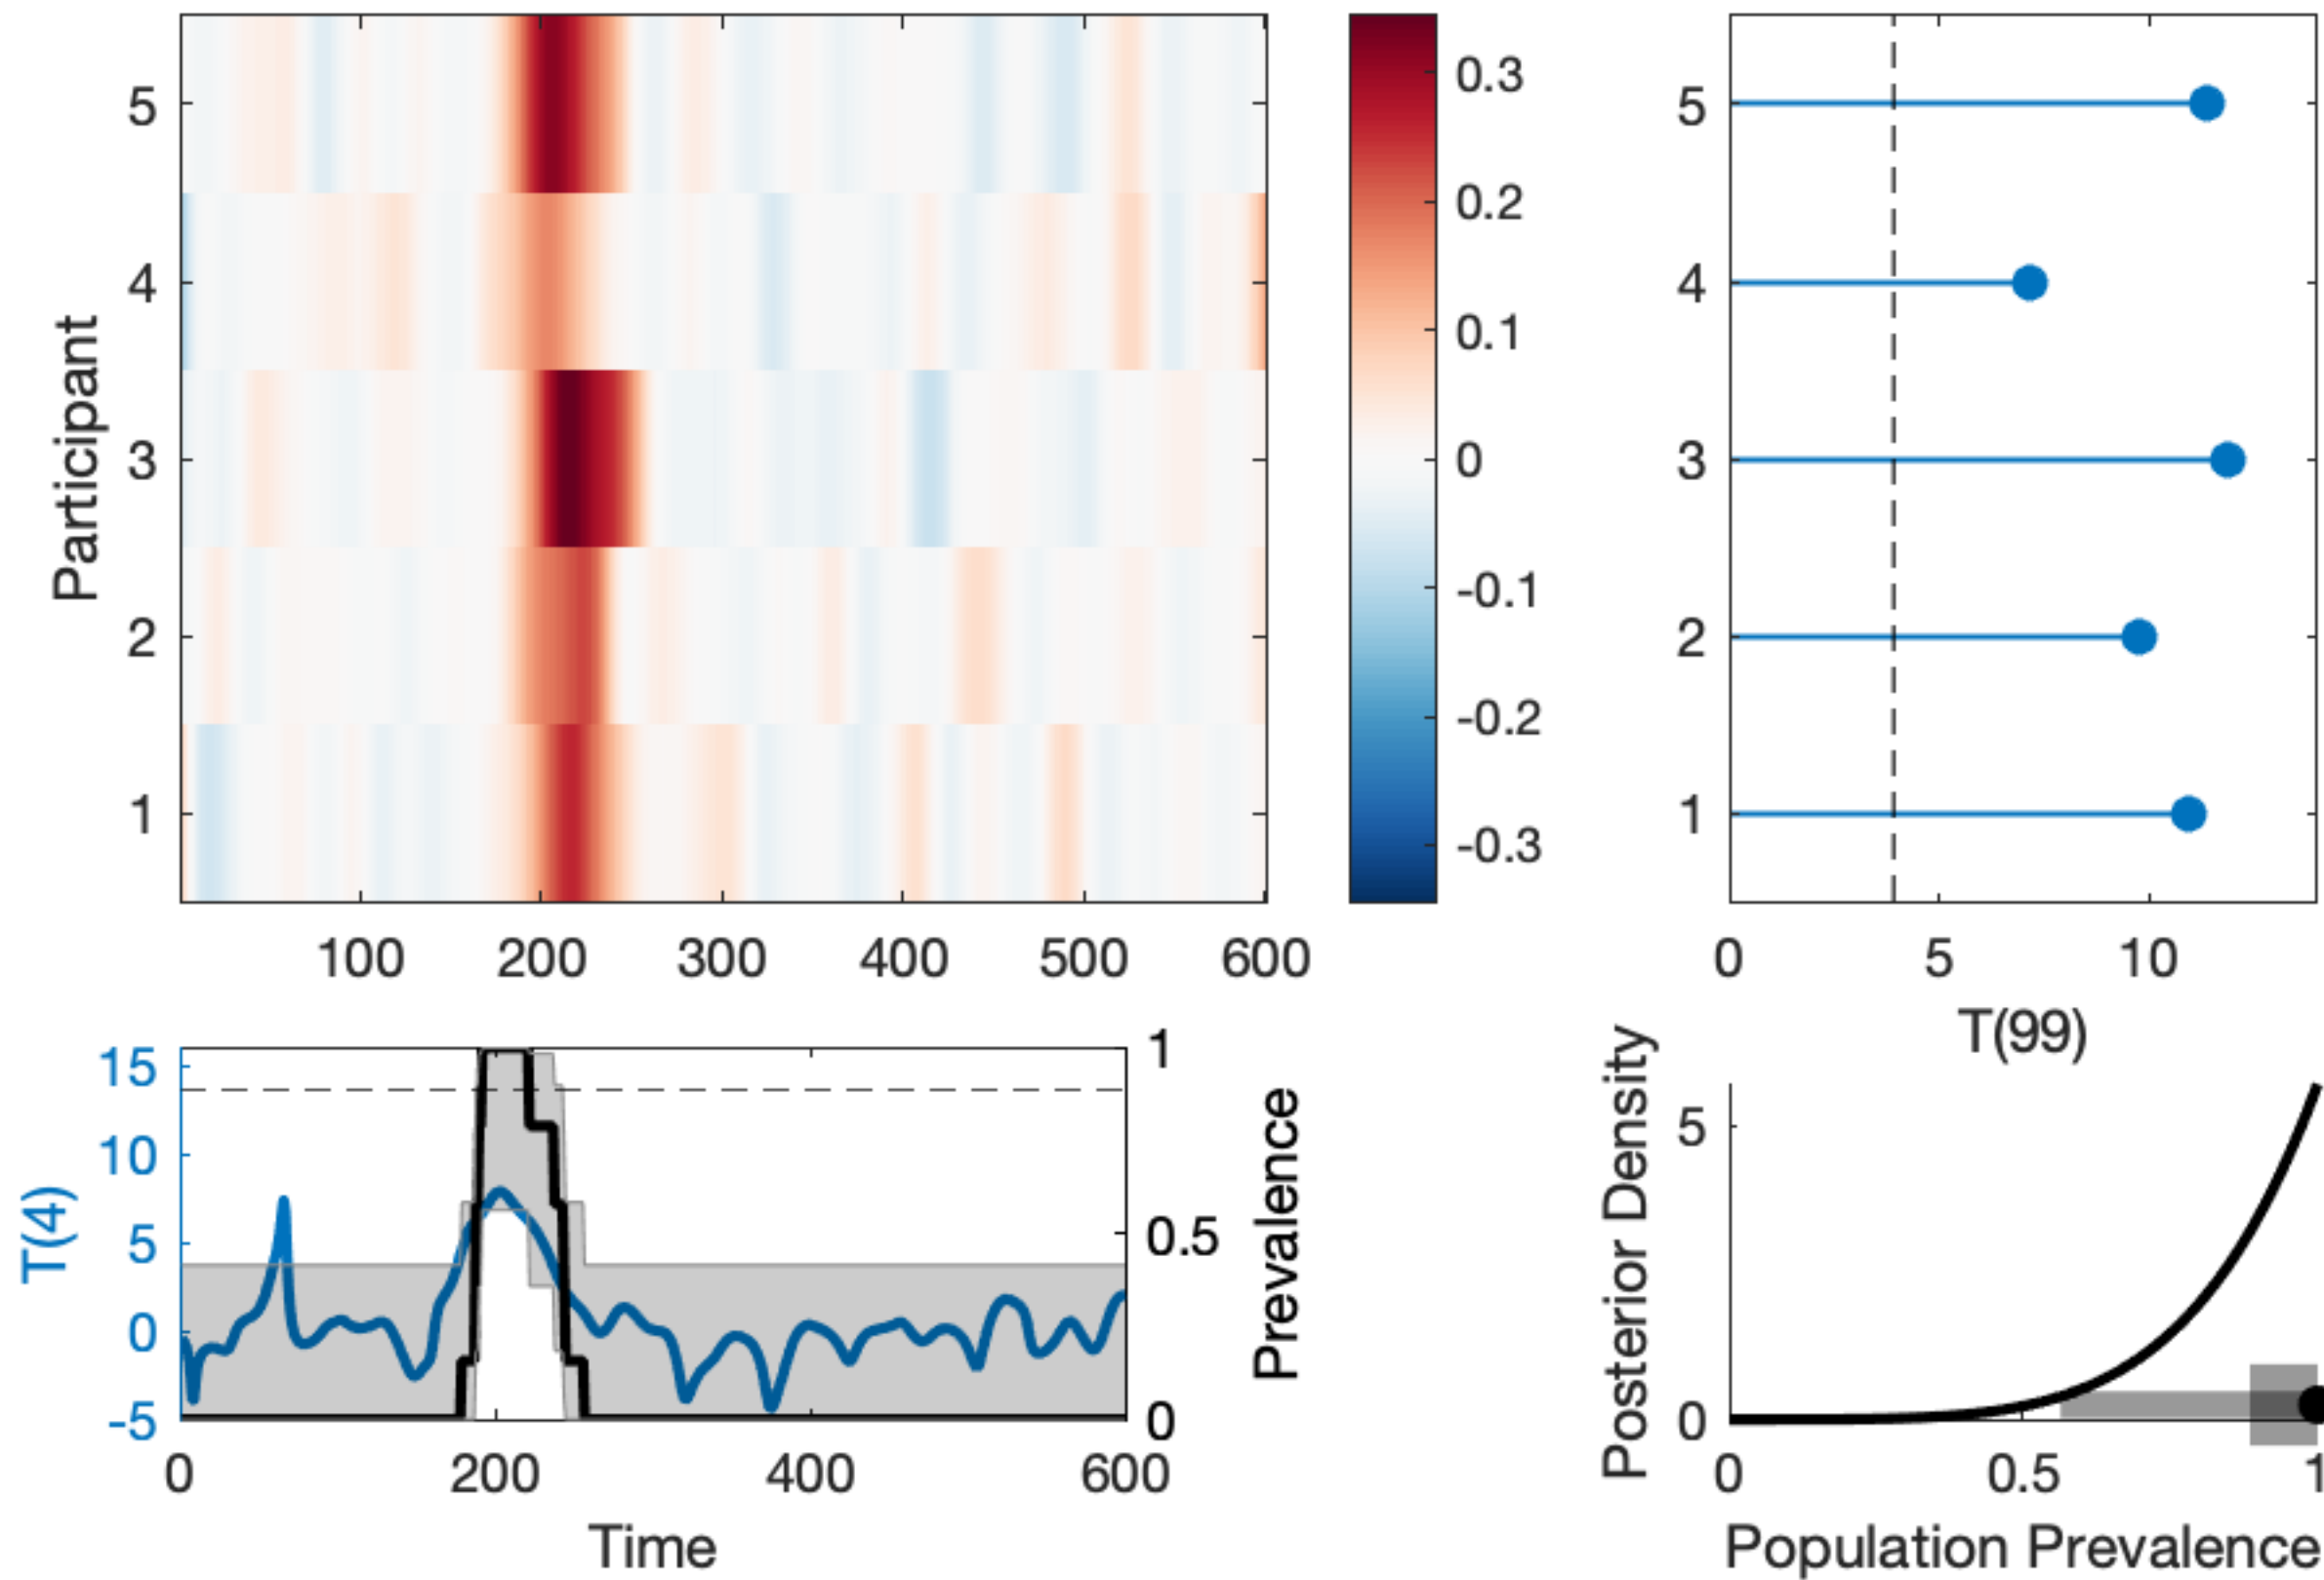 Participant
5
4
3
2
1
100 200 300 400 500 600
0.3
0.2
0.1
0
-0.1
-0.2
-0.3
5
4
3
2
1
0 5 10
T(99)
T(4)
15
10
5
0
-5
0 200 400 600
Time
1
0.5
0
Prevalence
Posterior Density
5
0
0 0.5 1
Population Prevalence